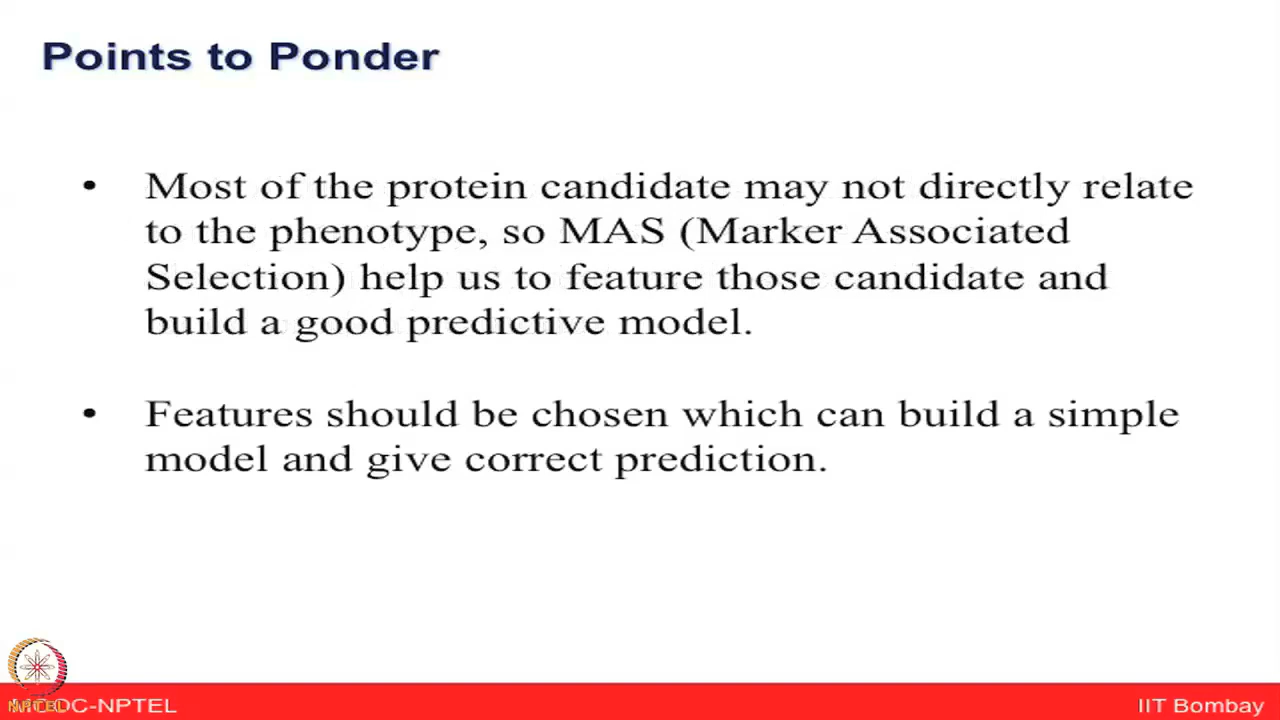 Points to Ponder
• Most of the protein candidate may not directly relate
to the phenotype, so MAS (Marker Associated
Selection) help us to feature those candidate and
build a good predictive model.
• Features should be chosen which can build a simple
model and give correct prediction.
MOOC-NPTEL
NPTEL
IIT Bombay